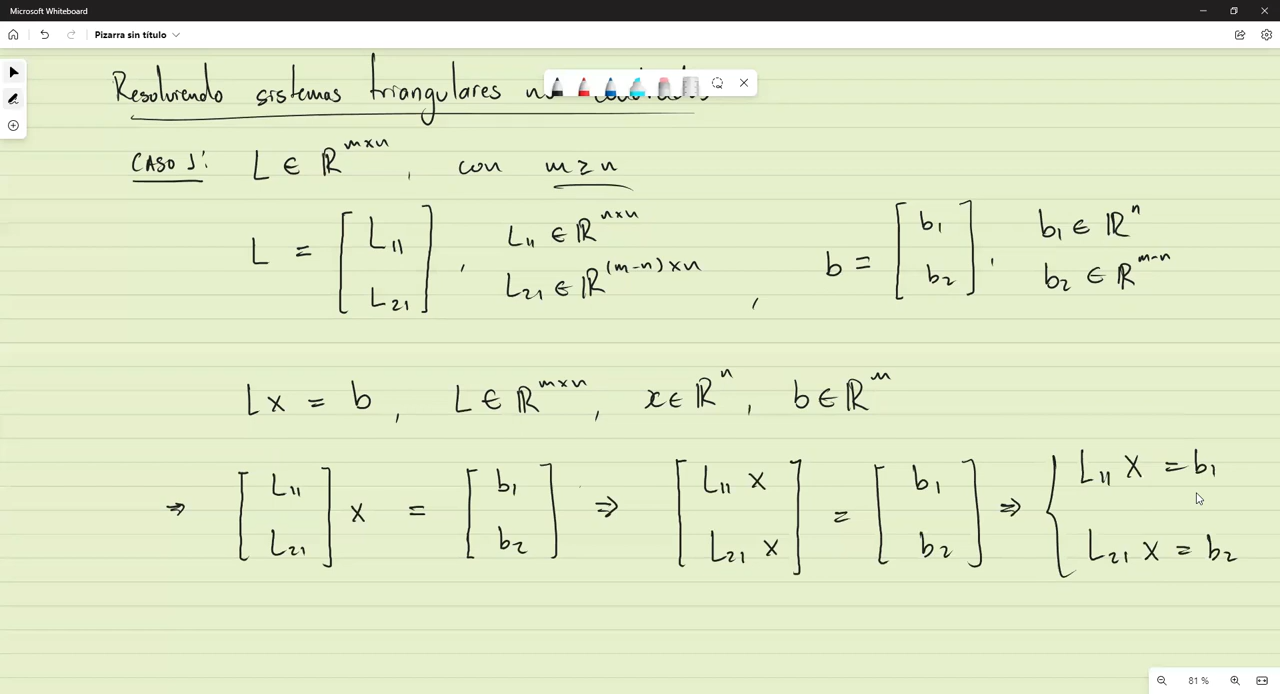 Microsoft Whiteboard
Pizarra sin título
Resolviendo sistemas triangulares
CASO 1: L ∈ ℝ^{m×n}, con m ≥ n
L = [L₁₁; L₂₁], L₁₁ ∈ ℝ^{n×n}, L₂₁ ∈ ℝ^{(m-n)×n}, b = [b₁; b₂], b₁ ∈ ℝ^n, b₂ ∈ ℝ^{m-n}
Lx = b, L ∈ ℝ^{m×n}, x ∈ ℝ^n, b ∈ ℝ^m
⇒ [L₁₁; L₂₁] x = [b₁; b₂] ⇒ [L₁₁ x; L₂₁ x] = [b₁; b₂] ⇒ { L₁₁ x = b₁; L₂₁ x = b₂
81 %